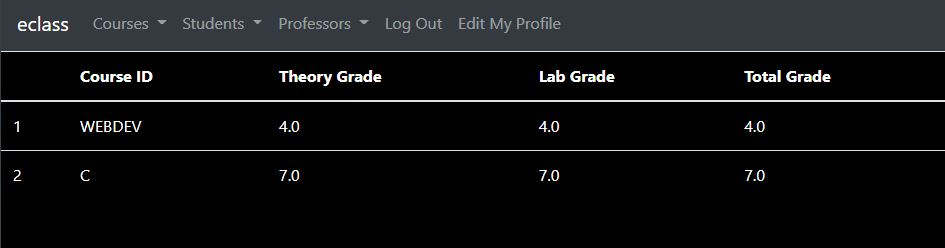 eclass Courses Students Professors Log Out Edit My Profile
Course ID Theory Grade Lab Grade Total Grade
1 WEBDEV 4.0 4.0 4.0
2 C 7.0 7.0 7.0